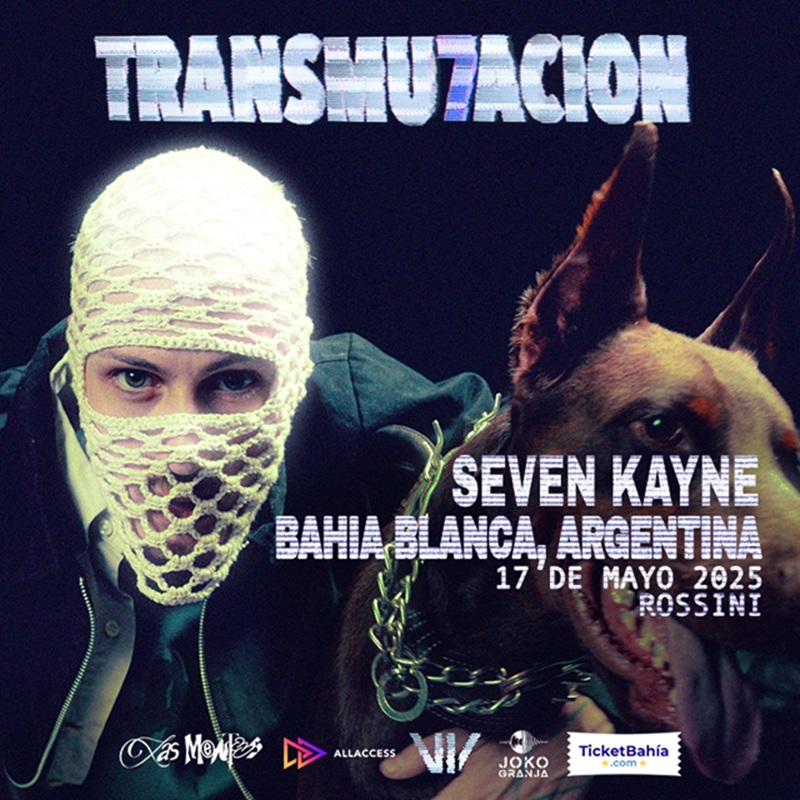 TRANSMU7ACION
SEVEN KAYNE
BAHIA BLANCA, ARGENTINA
17 DE MAYO 2025
ROSSINI
ALLACCESS
JOKO
GRANJA
TicketBahía
.com